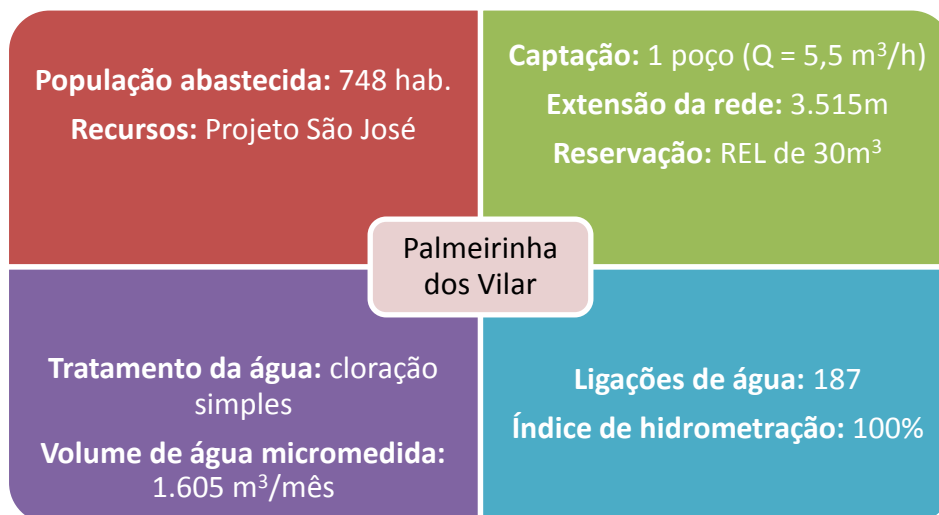 População abastecida: 748 hab.
Recursos: Projeto São José
Captação: 1 poço (Q = 5,5 m³/h)
Extensão da rede: 3.515m
Reservação: REL de 30m³
Palmeirinha
dos Vilar
Tratamento da água: cloração
simples
Volume de água micromedida:
1.605 m³/mês
Ligações de água: 187
Índice de hidrometração: 100%